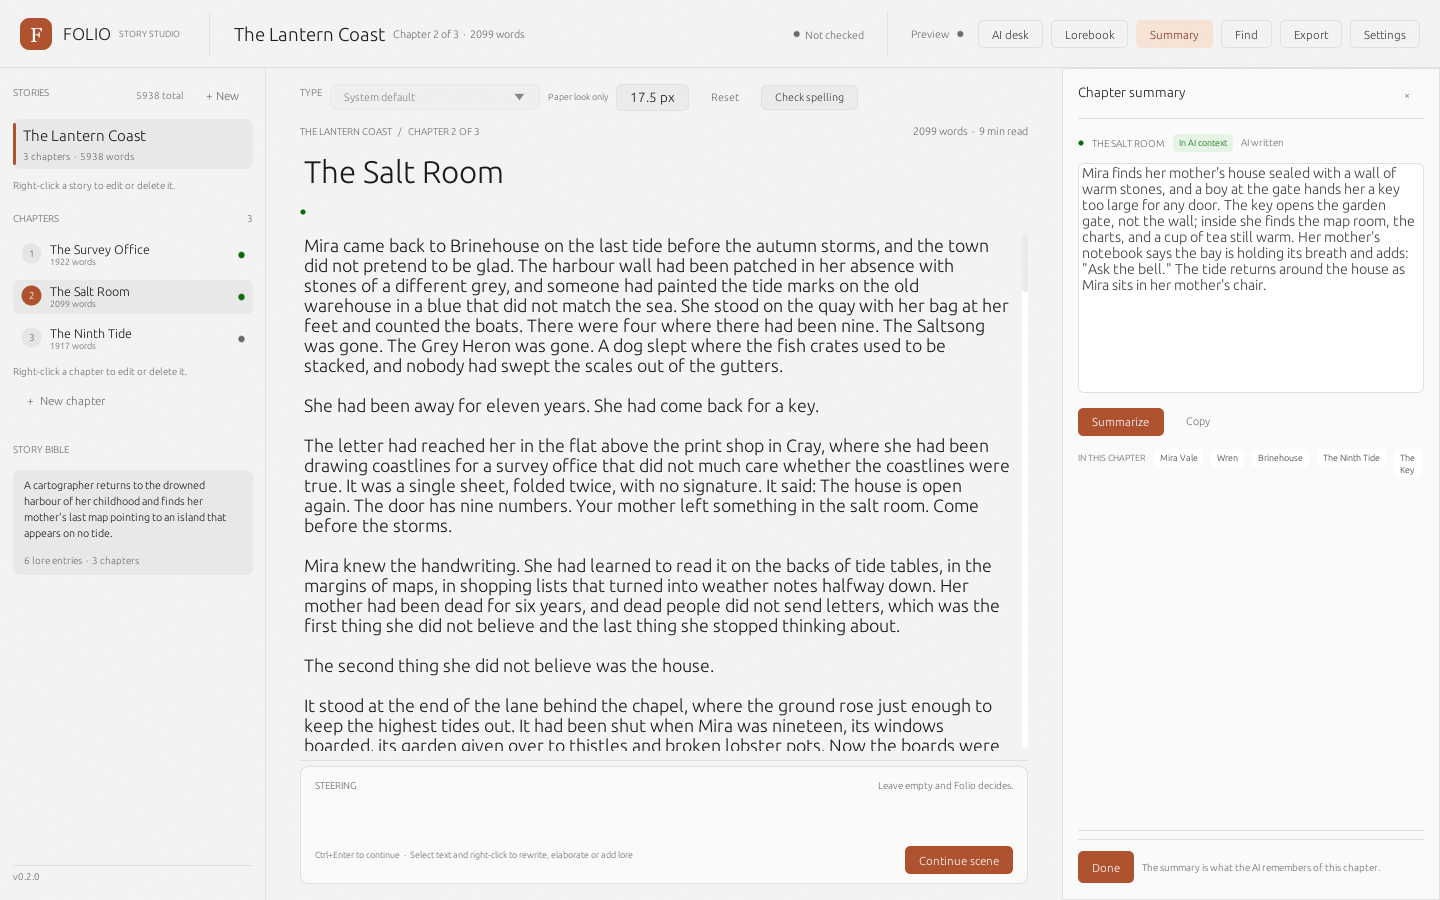 F FOLIO STORY STUDIO
The Lantern Coast Chapter 2 of 3 · 2099 words
Not checked
Preview
AI desk
Lorebook
Summary
Find
Export
Settings
STORIES
5938 total
+ New
The Lantern Coast
3 chapters · 5938 words
Right-click a story to edit or delete it.
CHAPTERS 3
1 The Survey Office
1922 words
2 The Salt Room
2099 words
3 The Ninth Tide
1917 words
Right-click a chapter to edit or delete it.
+ New chapter
STORY BIBLE
A cartographer returns to the drowned
harbour of her childhood and finds her
mother's last map pointing to an island that
appears on no tide.
6 lore entries · 3 chapters
v0.2.0
TYPE System default Paper look only 17.5 px Reset Check spelling
THE LANTERN COAST / CHAPTER 2 OF 3
2099 words · 9 min read
The Salt Room
Mira came back to Brinehouse on the last tide before the autumn storms, and the town
did not pretend to be glad. The harbour wall had been patched in her absence with
stones of a different grey, and someone had painted the tide marks on the old
warehouse in a blue that did not match the sea. She stood on the quay with her bag at her
feet and counted the boats. There were four where there had been nine. The Saltsong
was gone. The Grey Heron was gone. A dog slept where the fish crates used to be
stacked, and nobody had swept the scales out of the gutters.
She had been away for eleven years. She had come back for a key.
The letter had reached her in the flat above the print shop in Cray, where she had been
drawing coastlines for a survey office that did not much care whether the coastlines were
true. It was a single sheet, folded twice, with no signature. It said: The house is open
again. The door has nine numbers. Your mother left something in the salt room. Come
before the storms.
Mira knew the handwriting. She had learned to read it on the backs of tide tables, in the
margins of maps, in shopping lists that turned into weather notes halfway down. Her
mother had been dead for six years, and dead people did not send letters, which was the
first thing she did not believe and the last thing she stopped thinking about.
The second thing she did not believe was the house.
It stood at the end of the lane behind the chapel, where the ground rose just enough to
keep the highest tides out. It had been shut when Mira was nineteen, its windows
boarded, its garden given over to thistles and broken lobster pots. Now the boards were
STEERING
Leave empty and Folio decides.
Ctrl+Enter to continue · Select text and right-click to rewrite, elaborate or add lore
Continue scene
Chapter summary ×
THE SALT ROOM In AI context AI written
Mira finds her mother's house sealed with a wall of
warm stones, and a boy at the gate hands her a key
too large for any door. The key opens the garden
gate, not the wall; inside she finds the map room, the
charts, and a cup of tea still warm. Her mother's
notebook says the bay is holding its breath and adds:
"Ask the bell." The tide returns around the house as
Mira sits in her mother's chair.
Summarize
Copy
IN THIS CHAPTER Mira Vale Wren Brinehouse The Ninth Tide The
Key
Done
The summary is what the AI remembers of this chapter.